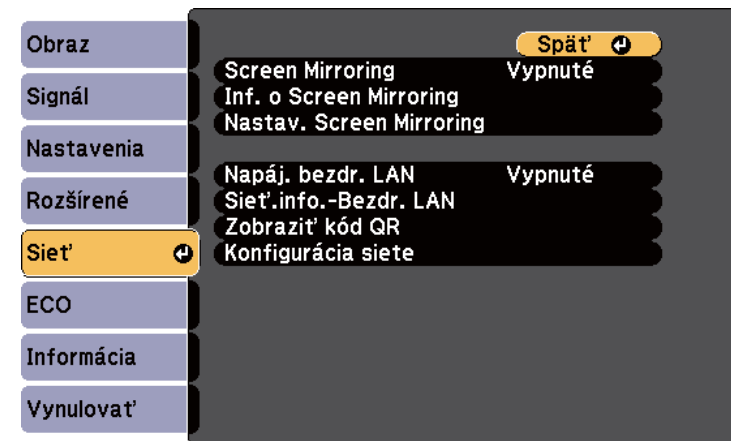 Obraz
Signál
Nastavenia
Rozšírené
Sieť
ECO
Informácia
Vynulovať
Späť
Screen Mirroring Vypnuté
Inf. o Screen Mirroring
Nastav. Screen Mirroring
Napáj. bezdr. LAN Vypnuté
Sieť.info.-Bezdr. LAN
Zobraziť kód QR
Konfigurácia siete